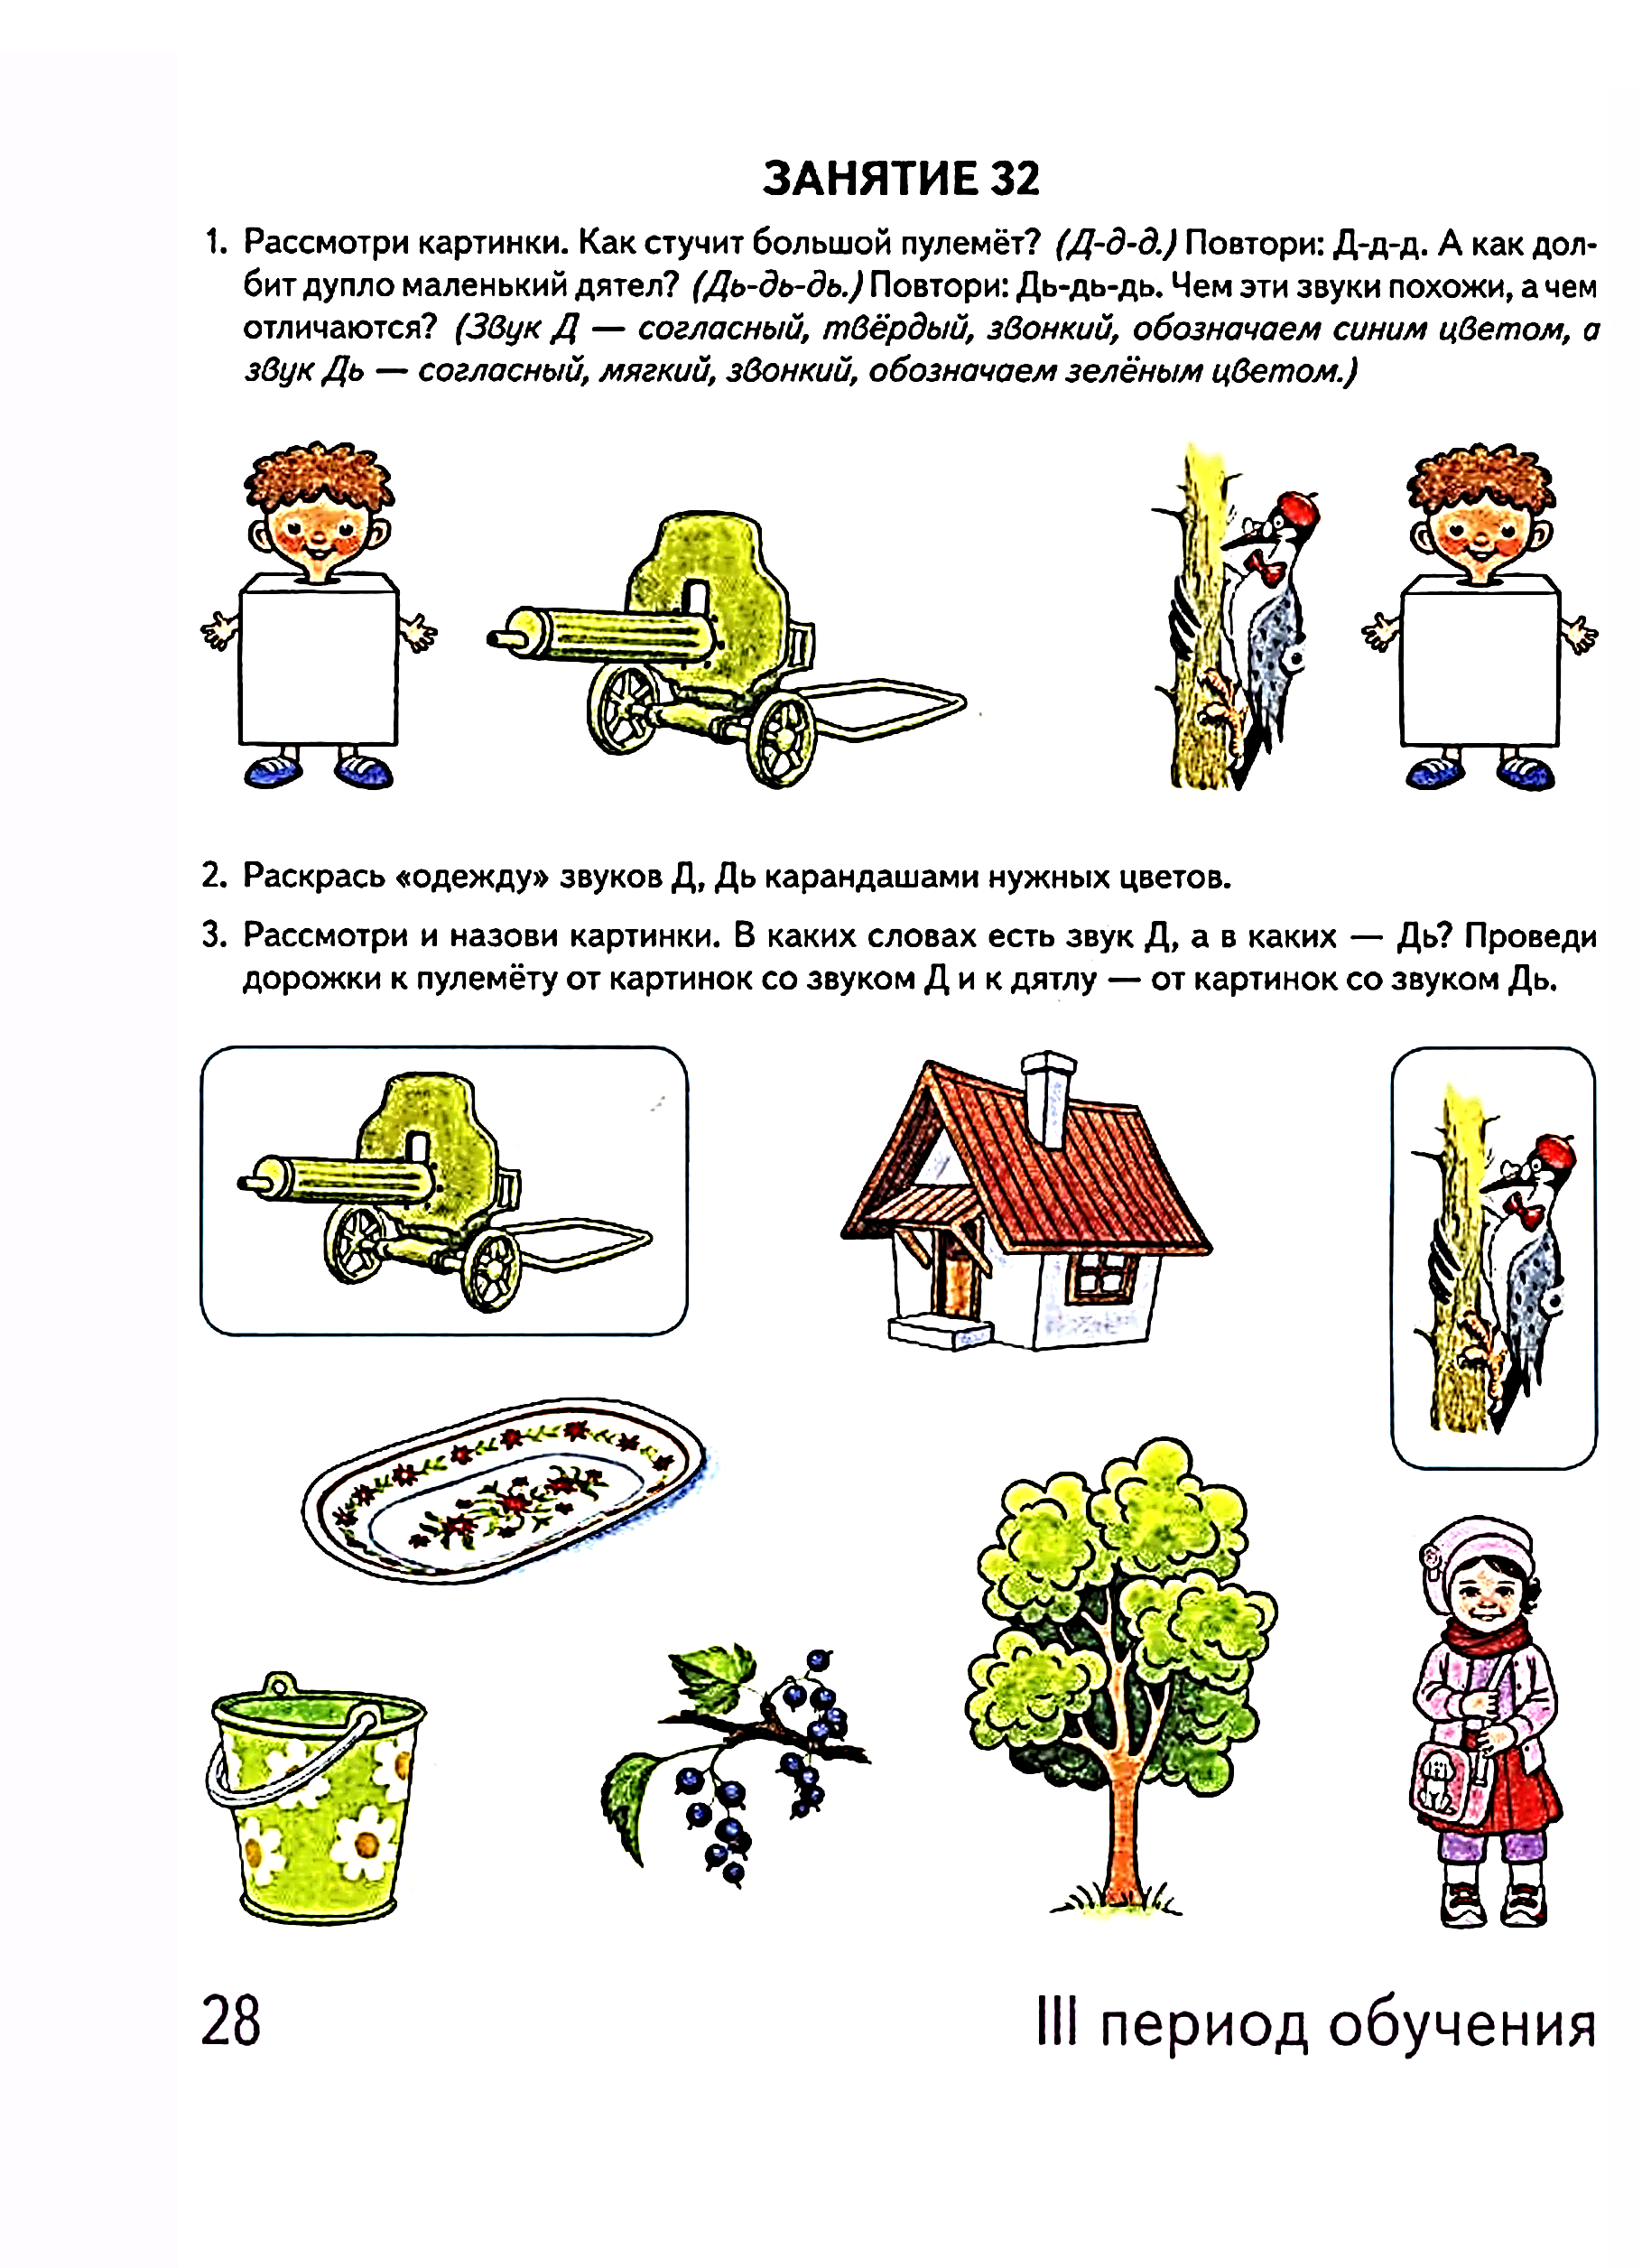 ЗАНЯТИЕ 32
1. Рассмотри картинки. Как стучит большой пулемёт? (Д-д-д.) Повтори: Д-д-д. А как дол-
бит дупло маленький дятел? (Дь-дь-дь.) Повтори: Дь-дь-дь. Чем эти звуки похожи, а чем
отличаются? (Звук Д — согласный, твёрдый, звонкий, обозначаем синим цветом, а
звук Дь — согласный, мягкий, звонкий, обозначаем зелёным цветом.)
2. Раскрась «одежду» звуков Д, Дь карандашами нужных цветов.
3. Рассмотри и назови картинки. В каких словах есть звук Д, а в каких — Дь? Проведи
дорожки к пулемёту от картинок со звуком Д и к дятлу — от картинок со звуком Дь.
28
III период обучения